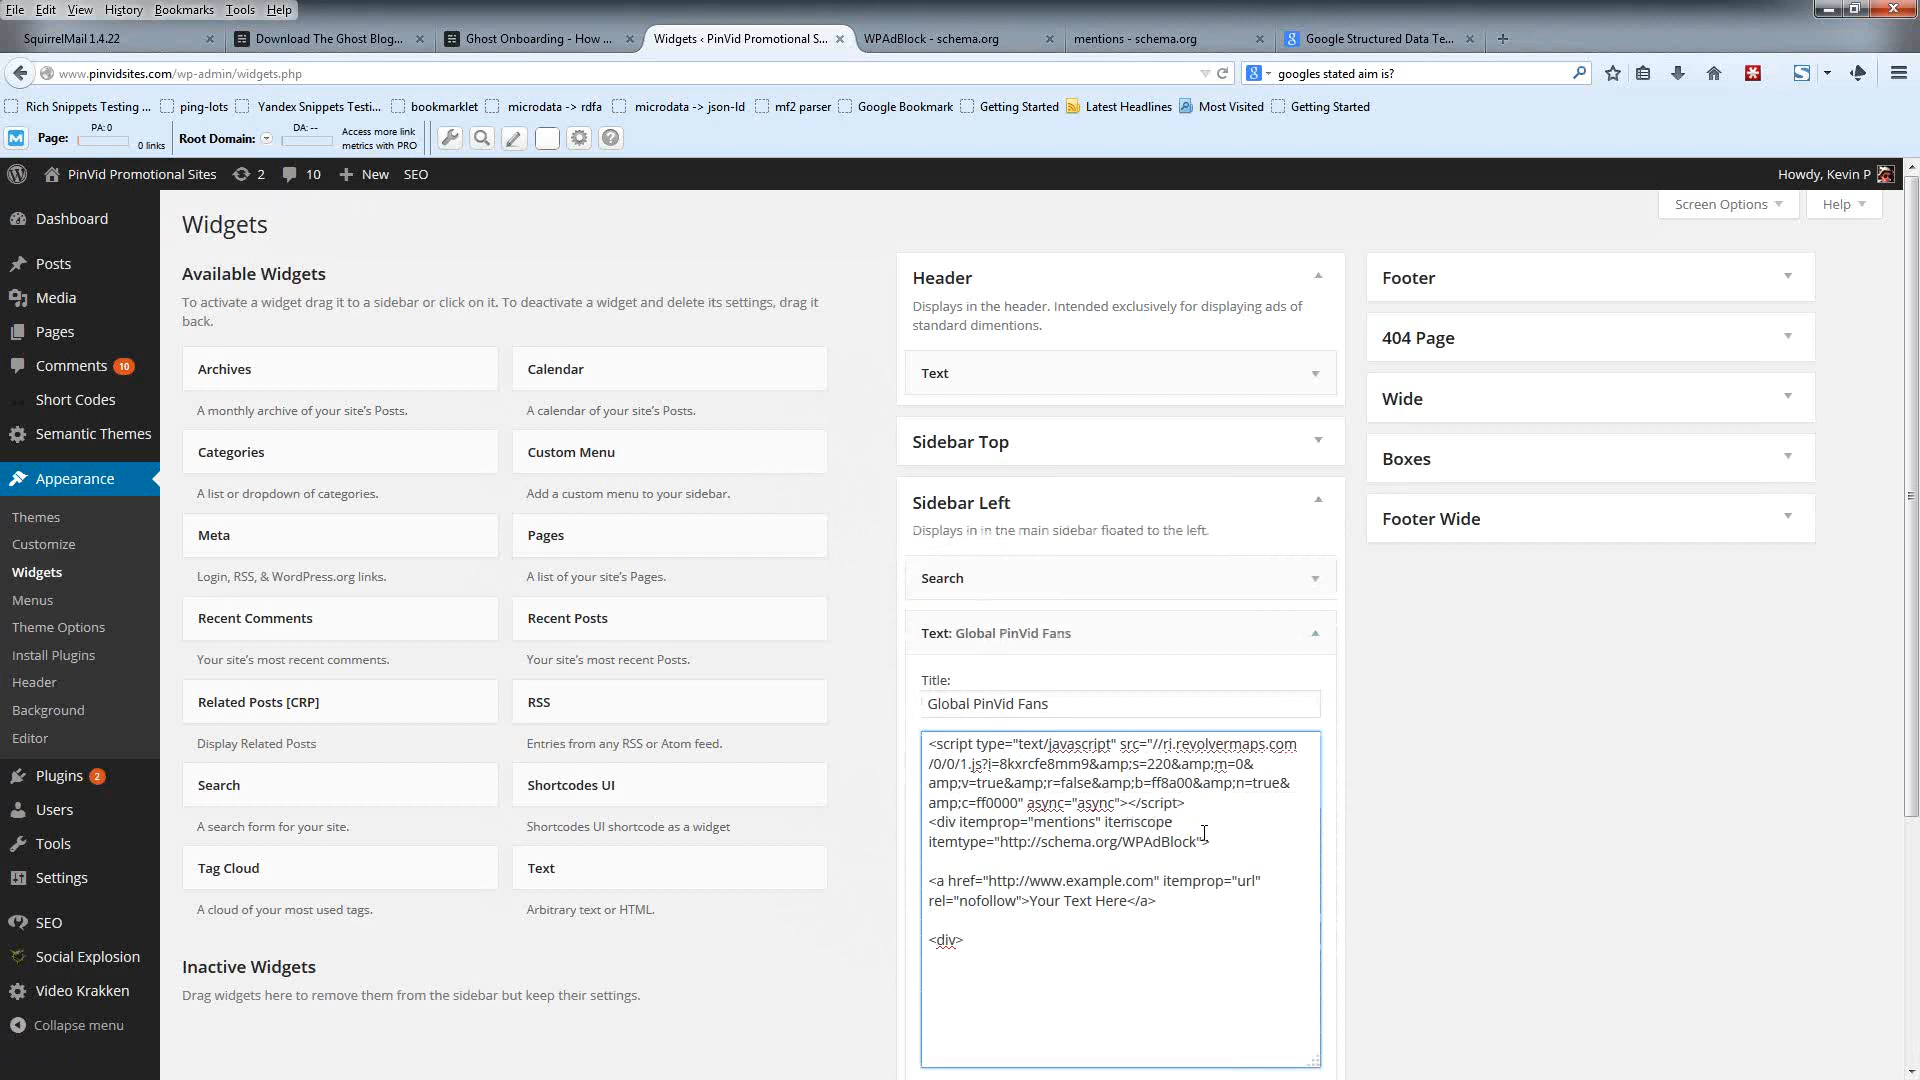 File Edit View History Bookmarks Tools Help
SquirrelMail 1.4.22
Download The Ghost Blog...
Ghost Onboarding - How ...
Widgets ‹ PinVid Promotional S...
WPAdBlock - schema.org
mentions - schema.org
Google Structured Data Te...
www.pinvidsites.com/wp-admin/widgets.php
googles stated aim is?
Rich Snippets Testing ... ping-lots Yandex Snippets Testi... bookmarklet microdata -> rdfa microdata -> json-ld mf2 parser Google Bookmark Getting Started Latest Headlines Most Visited Getting Started
Page: PA: 0 0 links Root Domain: DA: -- Access more link
metrics with PRO
PinVid Promotional Sites 2 10 New SEO Howdy, Kevin P
Dashboard
Posts
Media
Pages
Comments 10
Short Codes
Semantic Themes
Appearance
Themes
Customize
Widgets
Menus
Theme Options
Install Plugins
Header
Background
Editor
Plugins 2
Users
Tools
Settings
SEO
Social Explosion
Video Krakken
Collapse menu
Screen Options Help
Widgets
Available Widgets
To activate a widget drag it to a sidebar or click on it. To deactivate a widget and delete its settings, drag it
back.
Archives Calendar
A monthly archive of your site's Posts. A calendar of your site's Posts.
Categories Custom Menu
A list or dropdown of categories. Add a custom menu to your sidebar.
Meta Pages
Login, RSS, & WordPress.org links. A list of your site's Pages.
Recent Comments Recent Posts
Your site's most recent comments. Your site's most recent Posts.
Related Posts [CRP] RSS
Display Related Posts Entries from any RSS or Atom feed.
Search Shortcodes UI
A search form for your site. Shortcodes UI shortcode as a widget
Tag Cloud Text
A cloud of your most used tags. Arbitrary text or HTML.
Inactive Widgets
Drag widgets here to remove them from the sidebar but keep their settings.
Header
Displays in the header. Intended exclusively for displaying ads of
standard dimentions.
Text
Sidebar Top
Sidebar Left
Displays in in the main sidebar floated to the left.
Search
Text: Global PinVid Fans
Title:
Global PinVid Fans
<script type="text/javascript" src="//ri.revolvermaps.com
/0/0/1.js?i=8kxrcfe8mm9&amp;s=220&amp;m=0&
amp;v=true&amp;r=false&amp;b=ff8a00&amp;n=true&
amp;c=ff0000" async="async"></script>
<div itemprop="mentions" itemscope
itemtype="http://schema.org/WPAdBlock">
<a href="http://www.example.com" itemprop="url"
rel="nofollow">Your Text Here</a>
<div>
Footer
404 Page
Wide
Boxes
Footer Wide